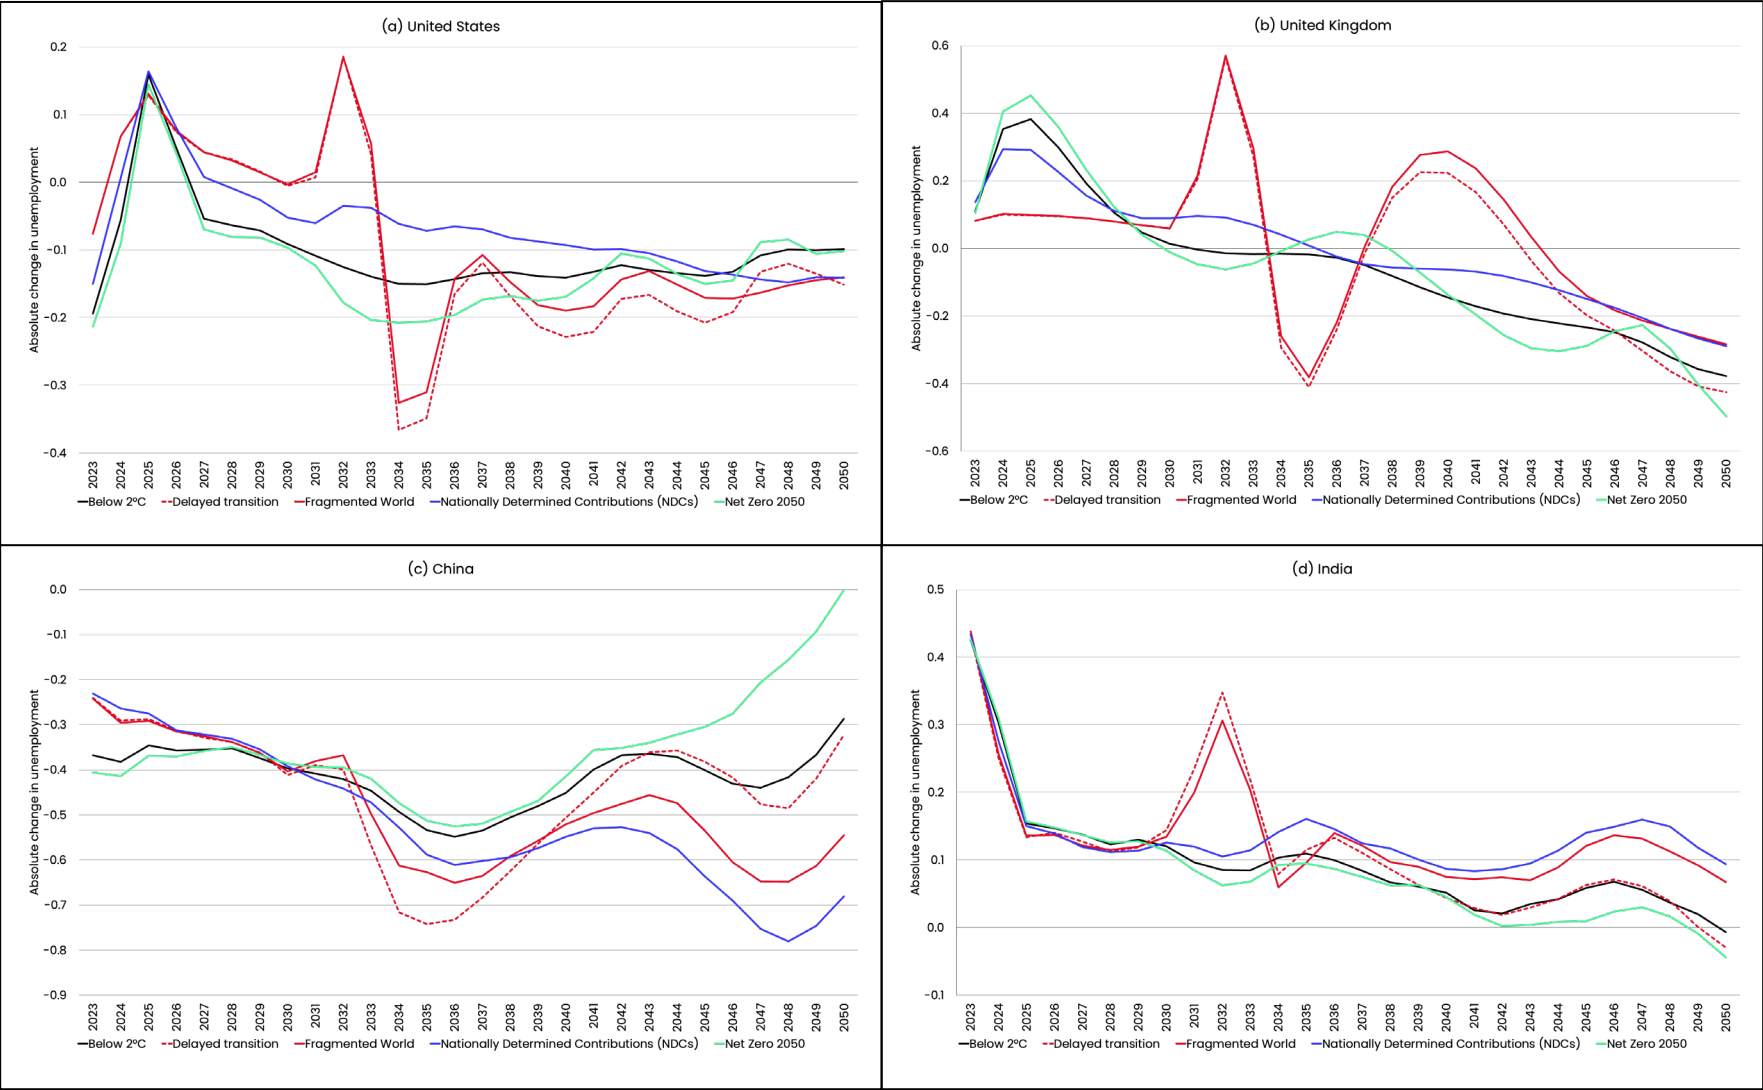 (a) United States
Absolute change in unemployment
0.2
0.1
0.0
−0.1
−0.2
−0.3
−0.4
2023 2024 2025 2026 2027 2028 2029 2030 2031 2032 2033 2034 2035 2036 2037 2038 2039 2040 2041 2042 2043 2044 2045 2046 2047 2048 2049 2050
Below 2ºC Delayed transition Fragmented World Nationally Determined Contributions (NDCs) Net Zero 2050
(b) United Kingdom
Absolute change in unemployment
0.6
0.4
0.2
0.0
−0.2
−0.4
−0.6
2023 2024 2025 2026 2027 2028 2029 2030 2031 2032 2033 2034 2035 2036 2037 2038 2039 2040 2041 2042 2043 2044 2045 2046 2047 2048 2049 2050
Below 2ºC Delayed transition Fragmented World Nationally Determined Contributions (NDCs) Net Zero 2050
(c) China
Absolute change in unemployment
0.0
−0.1
−0.2
−0.3
−0.4
−0.5
−0.6
−0.7
−0.8
−0.9
2023 2024 2025 2026 2027 2028 2029 2030 2031 2032 2033 2034 2035 2036 2037 2038 2039 2040 2041 2042 2043 2044 2045 2046 2047 2048 2049 2050
Below 2ºC Delayed transition Fragmented World Nationally Determined Contributions (NDCs) Net Zero 2050
(d) India
Absolute change in unemployment
0.5
0.4
0.3
0.2
0.1
0.0
−0.1
2023 2024 2025 2026 2027 2028 2029 2030 2031 2032 2033 2034 2035 2036 2037 2038 2039 2040 2041 2042 2043 2044 2045 2046 2047 2048 2049 2050
Below 2ºC Delayed transition Fragmented World Nationally Determined Contributions (NDCs) Net Zero 2050